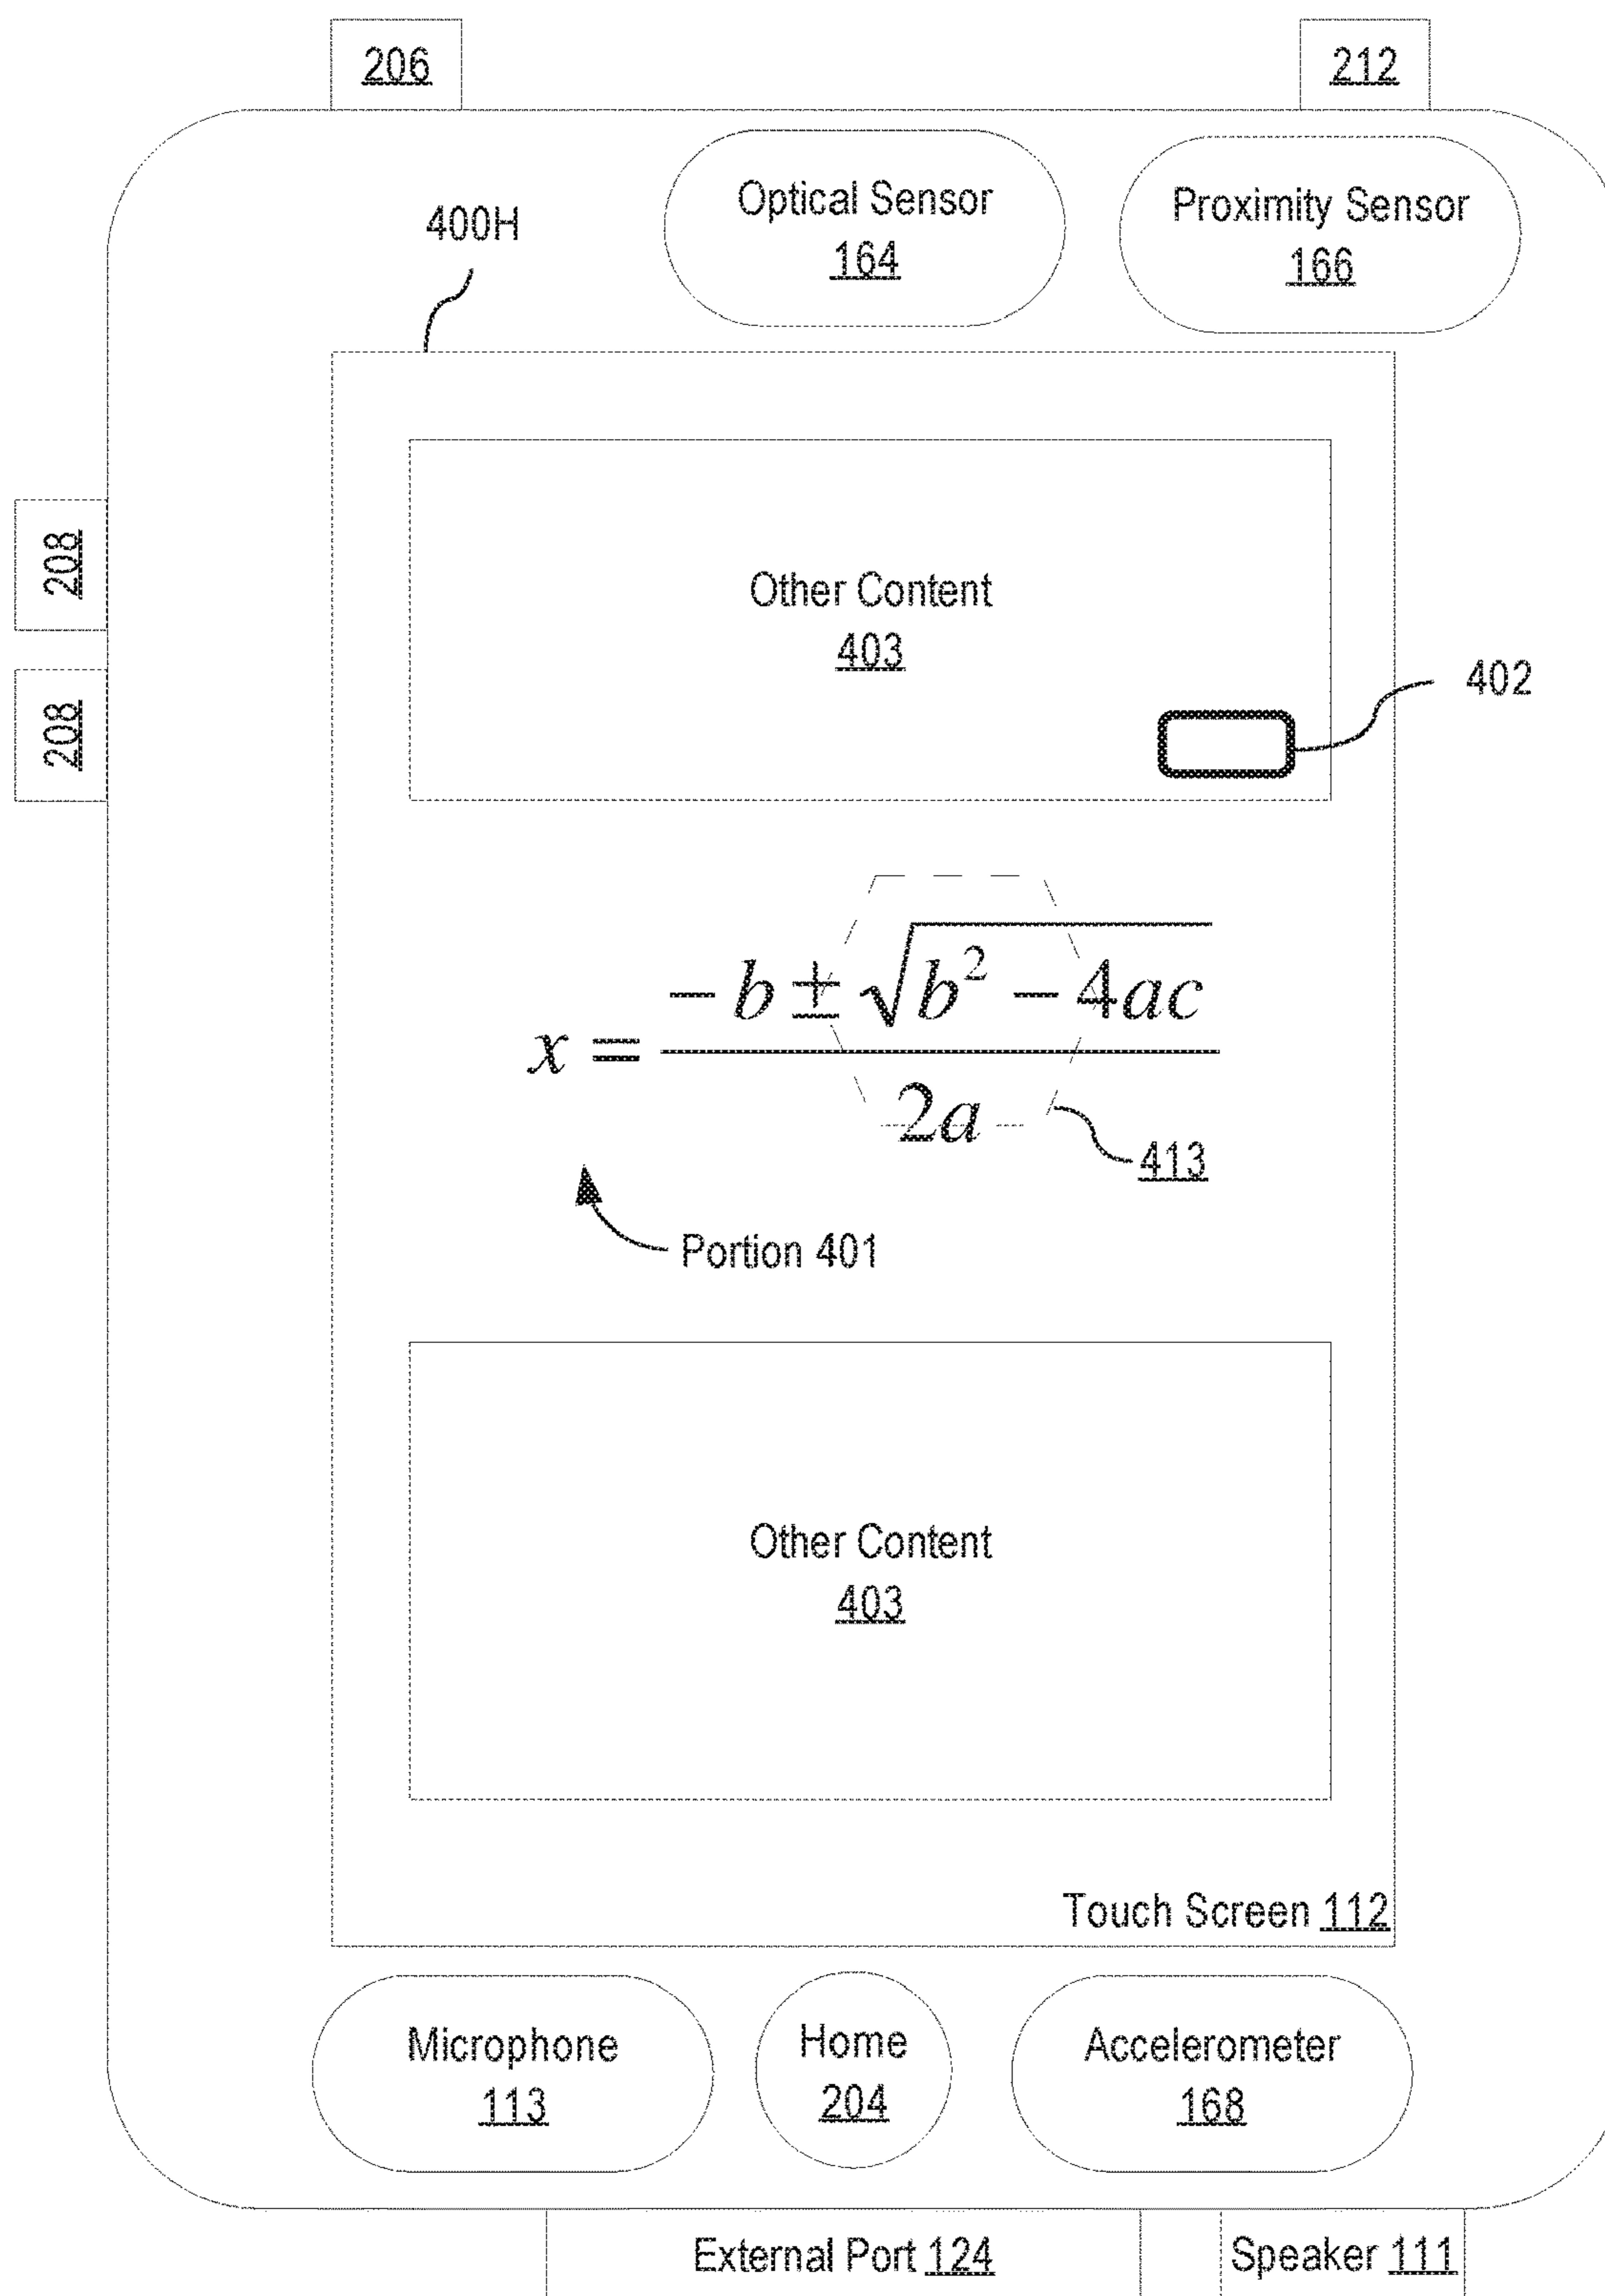 206
212
Optical Sensor
164
Proximity Sensor
166
400H
Other Content
403
208
208
402
x = −b ± √(b² − 4ac) / 2a
413
Portion 401
Other Content
403
Touch Screen 112
Microphone
113
Home
204
Accelerometer
168
External Port 124
Speaker 111